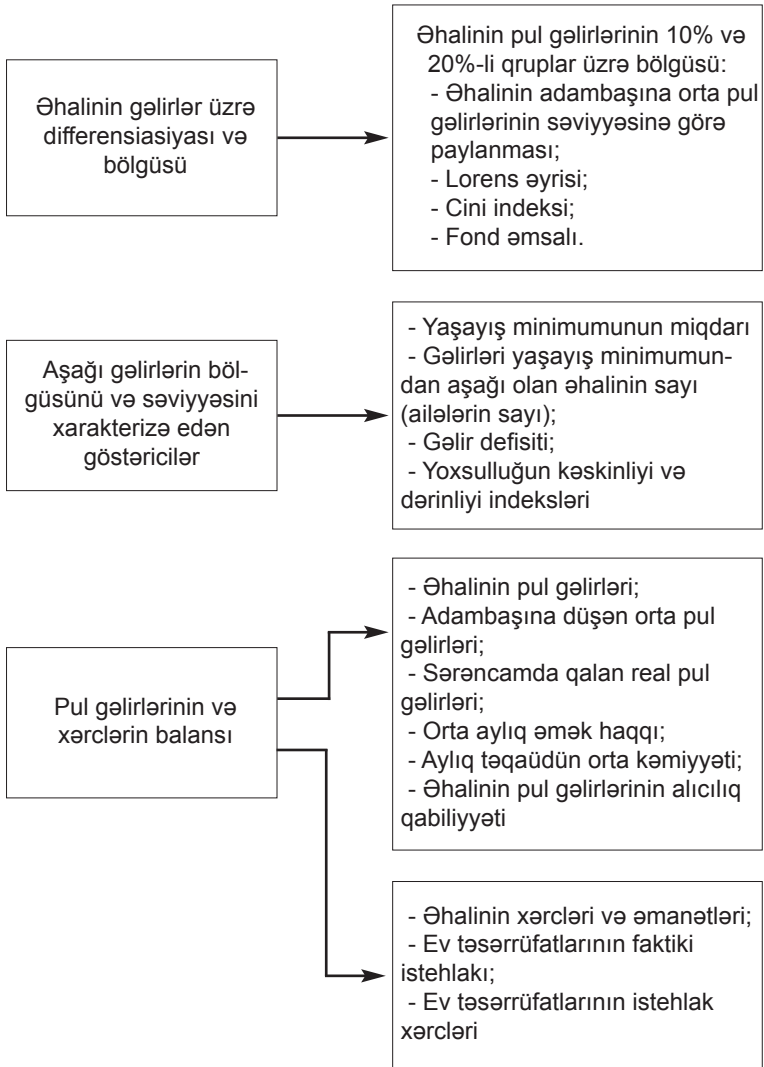 Əhalinin gəlirlər üzrə
differensiasiyası və
bölgüsü
Əhalinin pul gəlirlərinin 10% və
20%-li qruplar üzrə bölgüsü:
- Əhalinin adambaşına orta pul
gəlirlərinin səviyyəsinə görə
paylanması;
- Lorens əyrisi;
- Cini indeksi;
- Fond əmsalı.
Aşağı gəlirlərin böl-
güsünü və səviyyəsini
xarakterizə edən
göstəricilər
- Yaşayış minimumunun miqdarı
- Gəlirləri yaşayış minimumun-
dan aşağı olan əhalinin sayı
(ailələrin sayı);
- Gəlir defisiti;
- Yoxsulluğun kəskinliyi və
dərinliyi indeksləri
Pul gəlirlərinin və
xərclərin balansı
- Əhalinin pul gəlirləri;
- Adambaşına düşən orta pul
gəlirləri;
- Sərəncamda qalan real pul
gəlirləri;
- Orta aylıq əmək haqqı;
- Aylıq təqaüdün orta kəmiyyəti;
- Əhalinin pul gəlirlərinin alıcılıq
qabiliyyəti
- Əhalinin xərcləri və əmanətləri;
- Ev təsərrüfatlarının faktiki
istehlakı;
- Ev təsərrüfatlarının istehlak
xərcləri